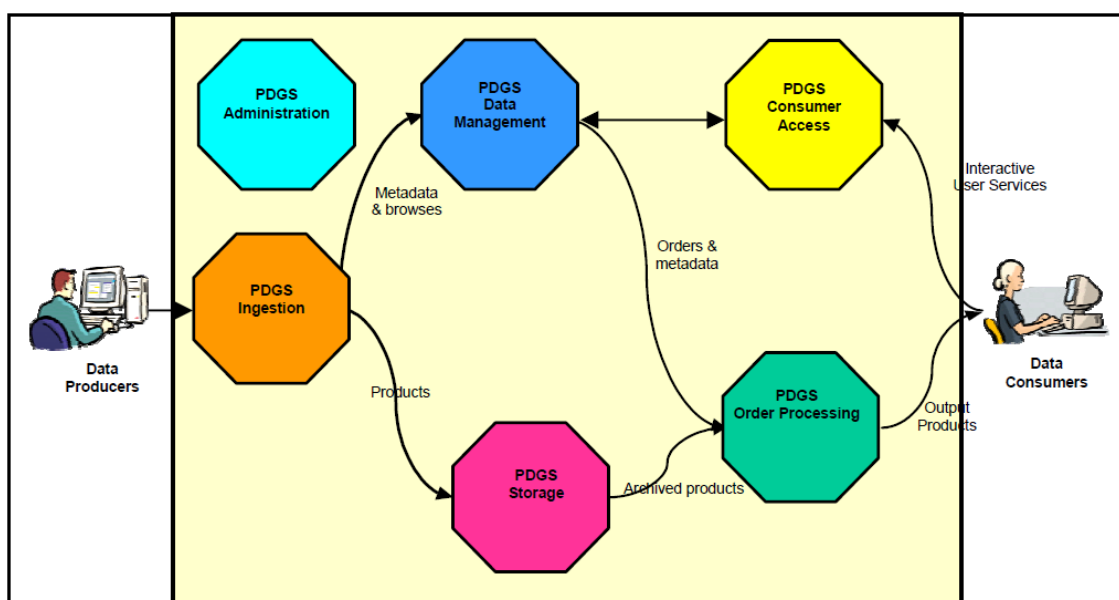 PDGS
Administration
PDGS
Data
Management
PDGS
Consumer
Access
Interactive
User Services
Metadata
& browses
Orders &
metadata
PDGS
Ingestion
Data
Producers
Data
Consumers
Products
PDGS
Order Processing
Output
Products
PDGS
Storage
Archived products